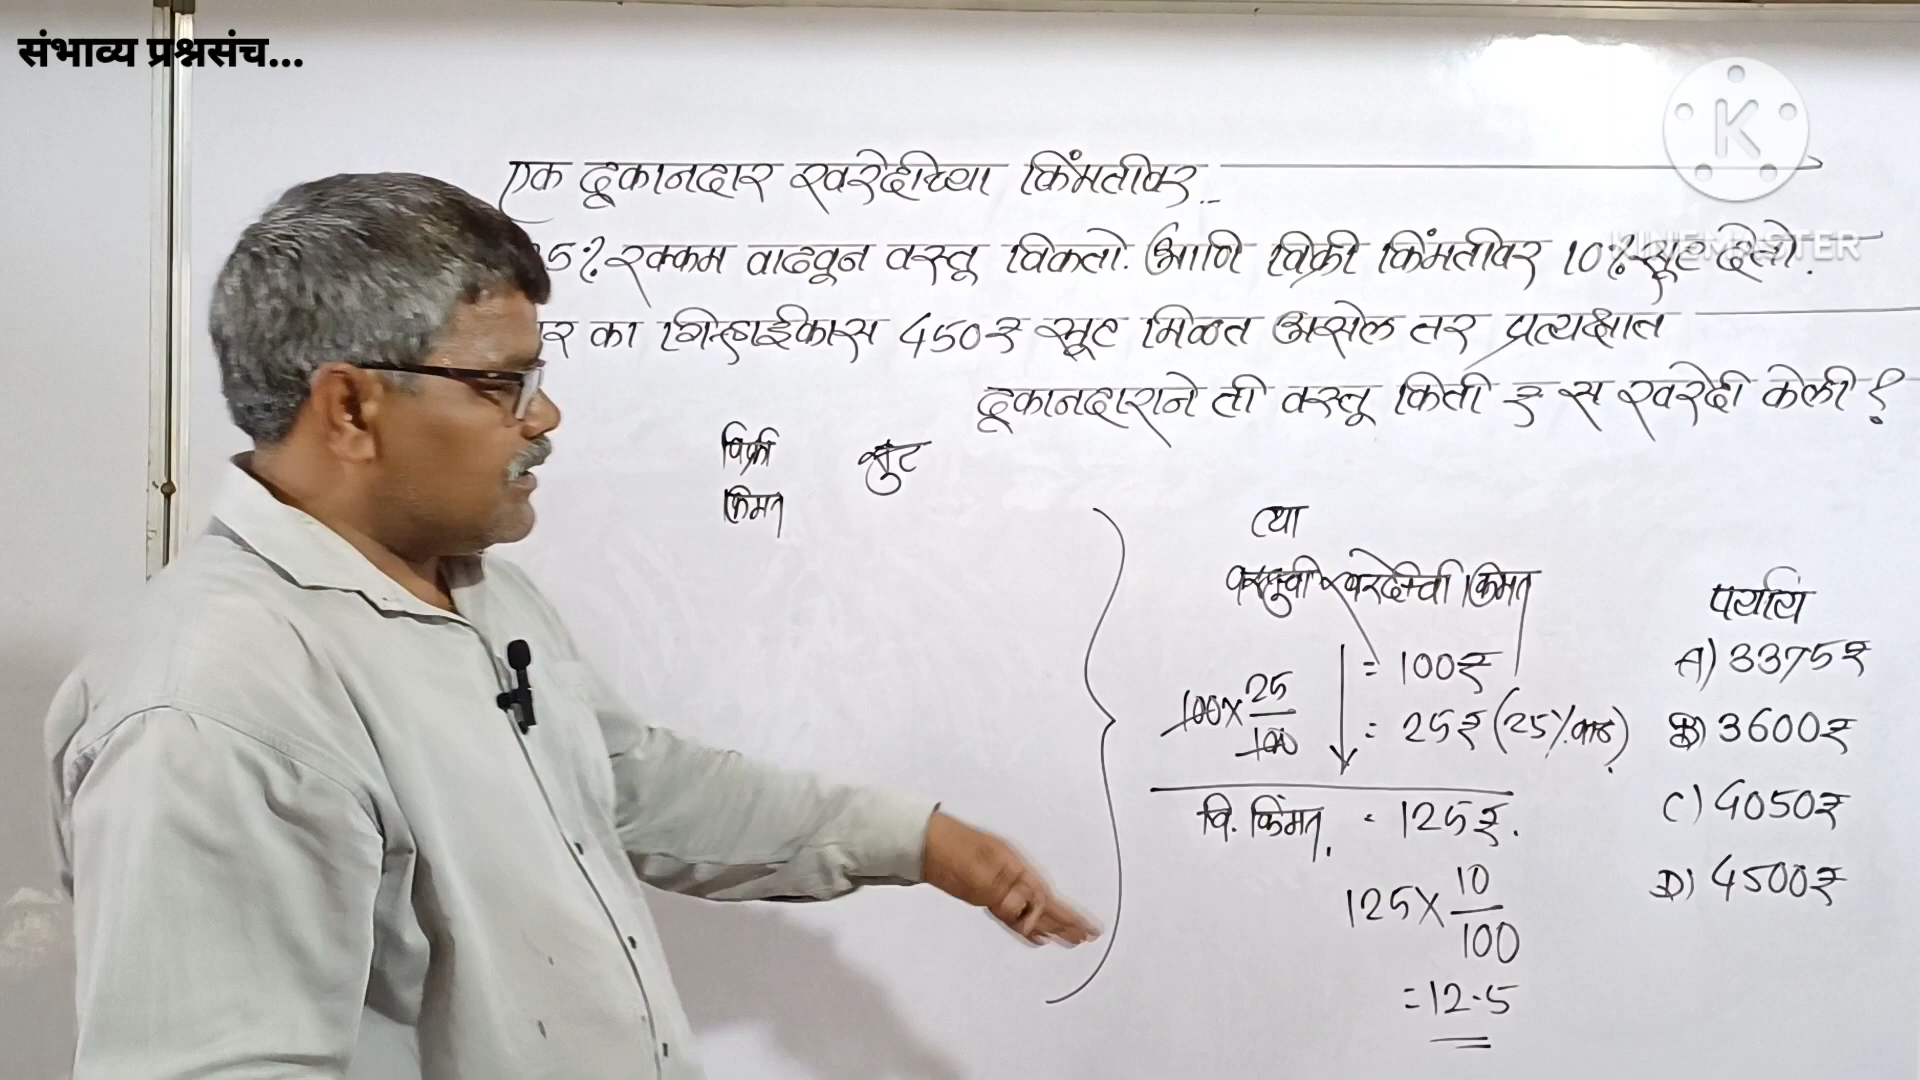 संभाव्य प्रश्नसंच...
K
KINEMASTER
एक दूकानदार खरेदीच्या किंमतीवर..
5% रक्कम वाढवून वस्तू विकतो. आणि विक्री किंमतीवर 10% सूट देतो.
र का गिऱ्हाईकास 450₹ सूट मिळत असेल तर प्रत्यक्षात
दूकानदाराने ती वस्तू किती ₹ स खरेदी केली?
विक्री सुट
किंमत
त्या
वस्तुची खरेदीची किंमत
= 100₹
100 × 25/100 = 25₹ (25% वाढ)
वि. किंमत = 125₹.
125 × 10/100
= 12.5
पर्याय
A) 3375₹
B) 3600₹
C) 4050₹
D) 4500₹